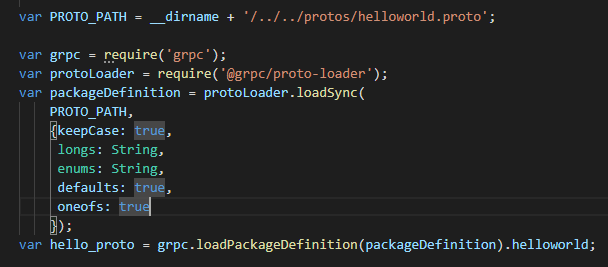 var PROTO_PATH = __dirname + '/../../protos/helloworld.proto';
var grpc = require('grpc');
var protoLoader = require('@grpc/proto-loader');
var packageDefinition = protoLoader.loadSync(
PROTO_PATH,
{keepCase: true,
longs: String,
enums: String,
defaults: true,
oneofs: true
});
var hello_proto = grpc.loadPackageDefinition(packageDefinition).helloworld;